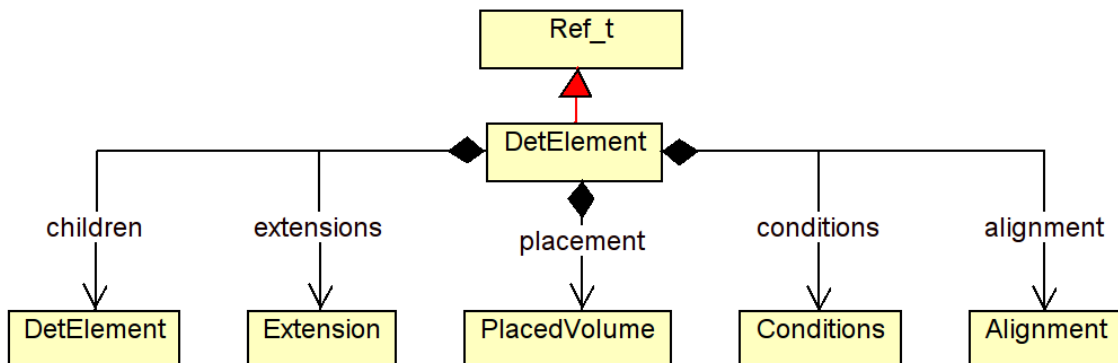 Ref_t
DetElement
children
extensions
placement
conditions
alignment
DetElement
Extension
PlacedVolume
Conditions
Alignment